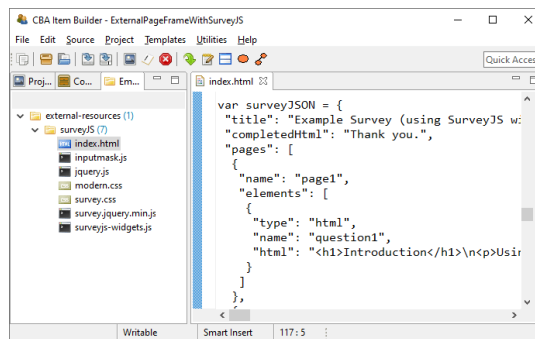 CBA Item Builder - ExternalPageFrameWithSurveyJS
File Edit Source Project Templates Utilities Help
Quick Acces
Proj... Co... Em... index.html
external-resources (1)
surveyJS (7)
index.html
inputmask.js
jquery.js
modern.css
survey.css
survey.jquery.min.js
surveyjs-widgets.js
var surveyJSON = {
"title": "Example Survey (using SurveyJS wi
"completedHtml": "Thank you.",
"pages": [
{
"name": "page1",
"elements": [
{
"type": "html",
"name": "question1",
"html": "<h1>Introduction</h1>\n<p>Usin
}
]
},
Writable Smart Insert 117 : 5